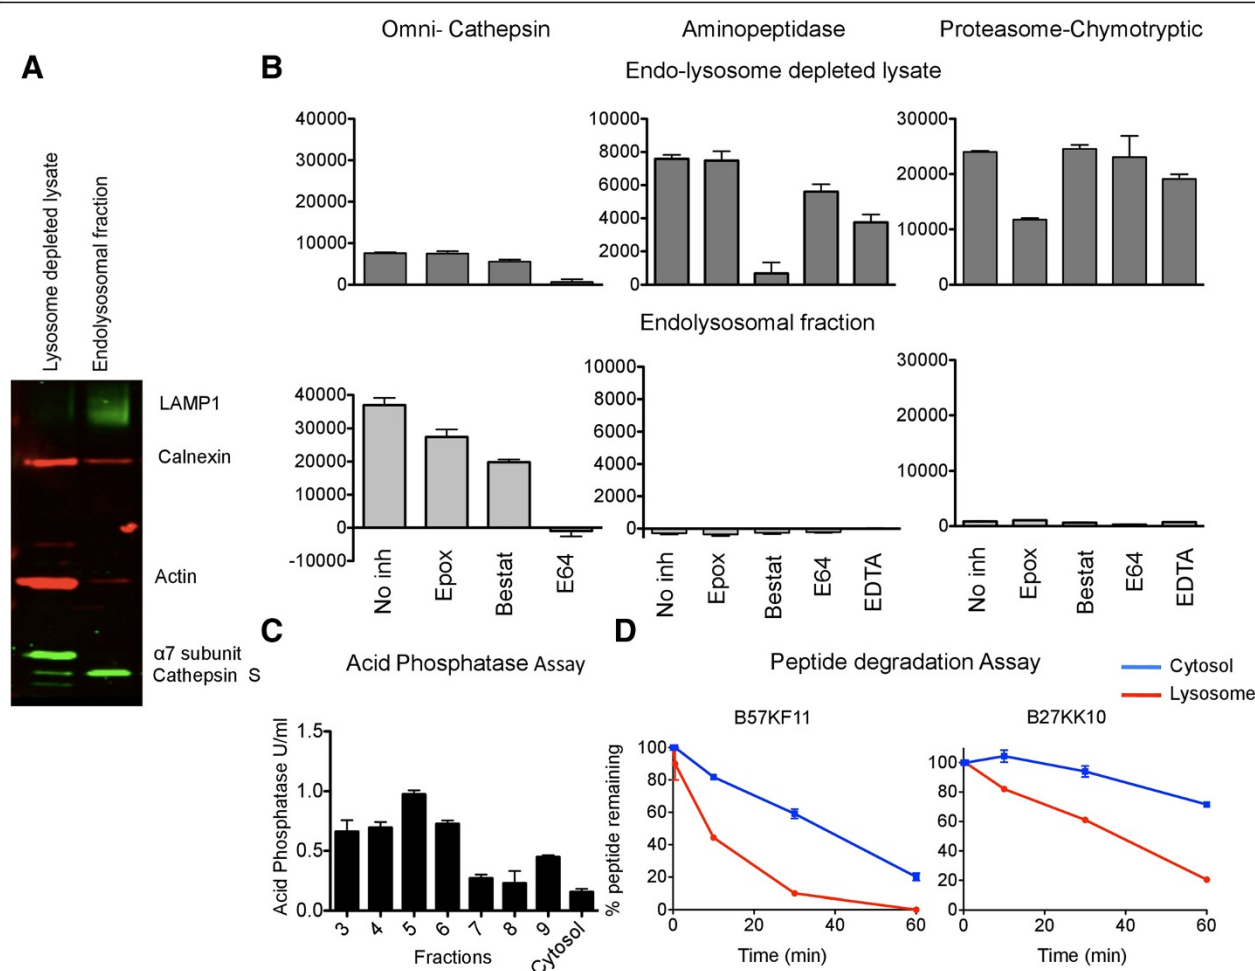 Omni- Cathepsin
Aminopeptidase
Proteasome-Chymotryptic
A
B
Endo-lysosome depleted lysate
Lysosome depleted lysate
Endolysosomal fraction
LAMP1
Calnexin
Actin
α7 subunit
Cathepsin S
40000
30000
20000
10000
0
10000
8000
6000
4000
2000
0
30000
20000
10000
0
Endolysosomal fraction
40000
30000
20000
10000
0
-10000
No inh
Epox
Bestat
E64
10000
8000
6000
4000
2000
0
No inh
Epox
Bestat
E64
EDTA
30000
20000
10000
0
No inh
Epox
Bestat
E64
EDTA
C
Acid Phosphatase Assay
Acid Phosphatase U/ml
1.5
1.0
0.5
0.0
3
4
5
6
7
8
9
Cytosol
Fractions
D
Peptide degradation Assay
Cytosol
Lysosome
B57KF11
% peptide remaining
100
80
60
40
20
0
0
20
40
60
Time (min)
B27KK10
100
80
60
40
20
0
0
20
40
60
Time (min)